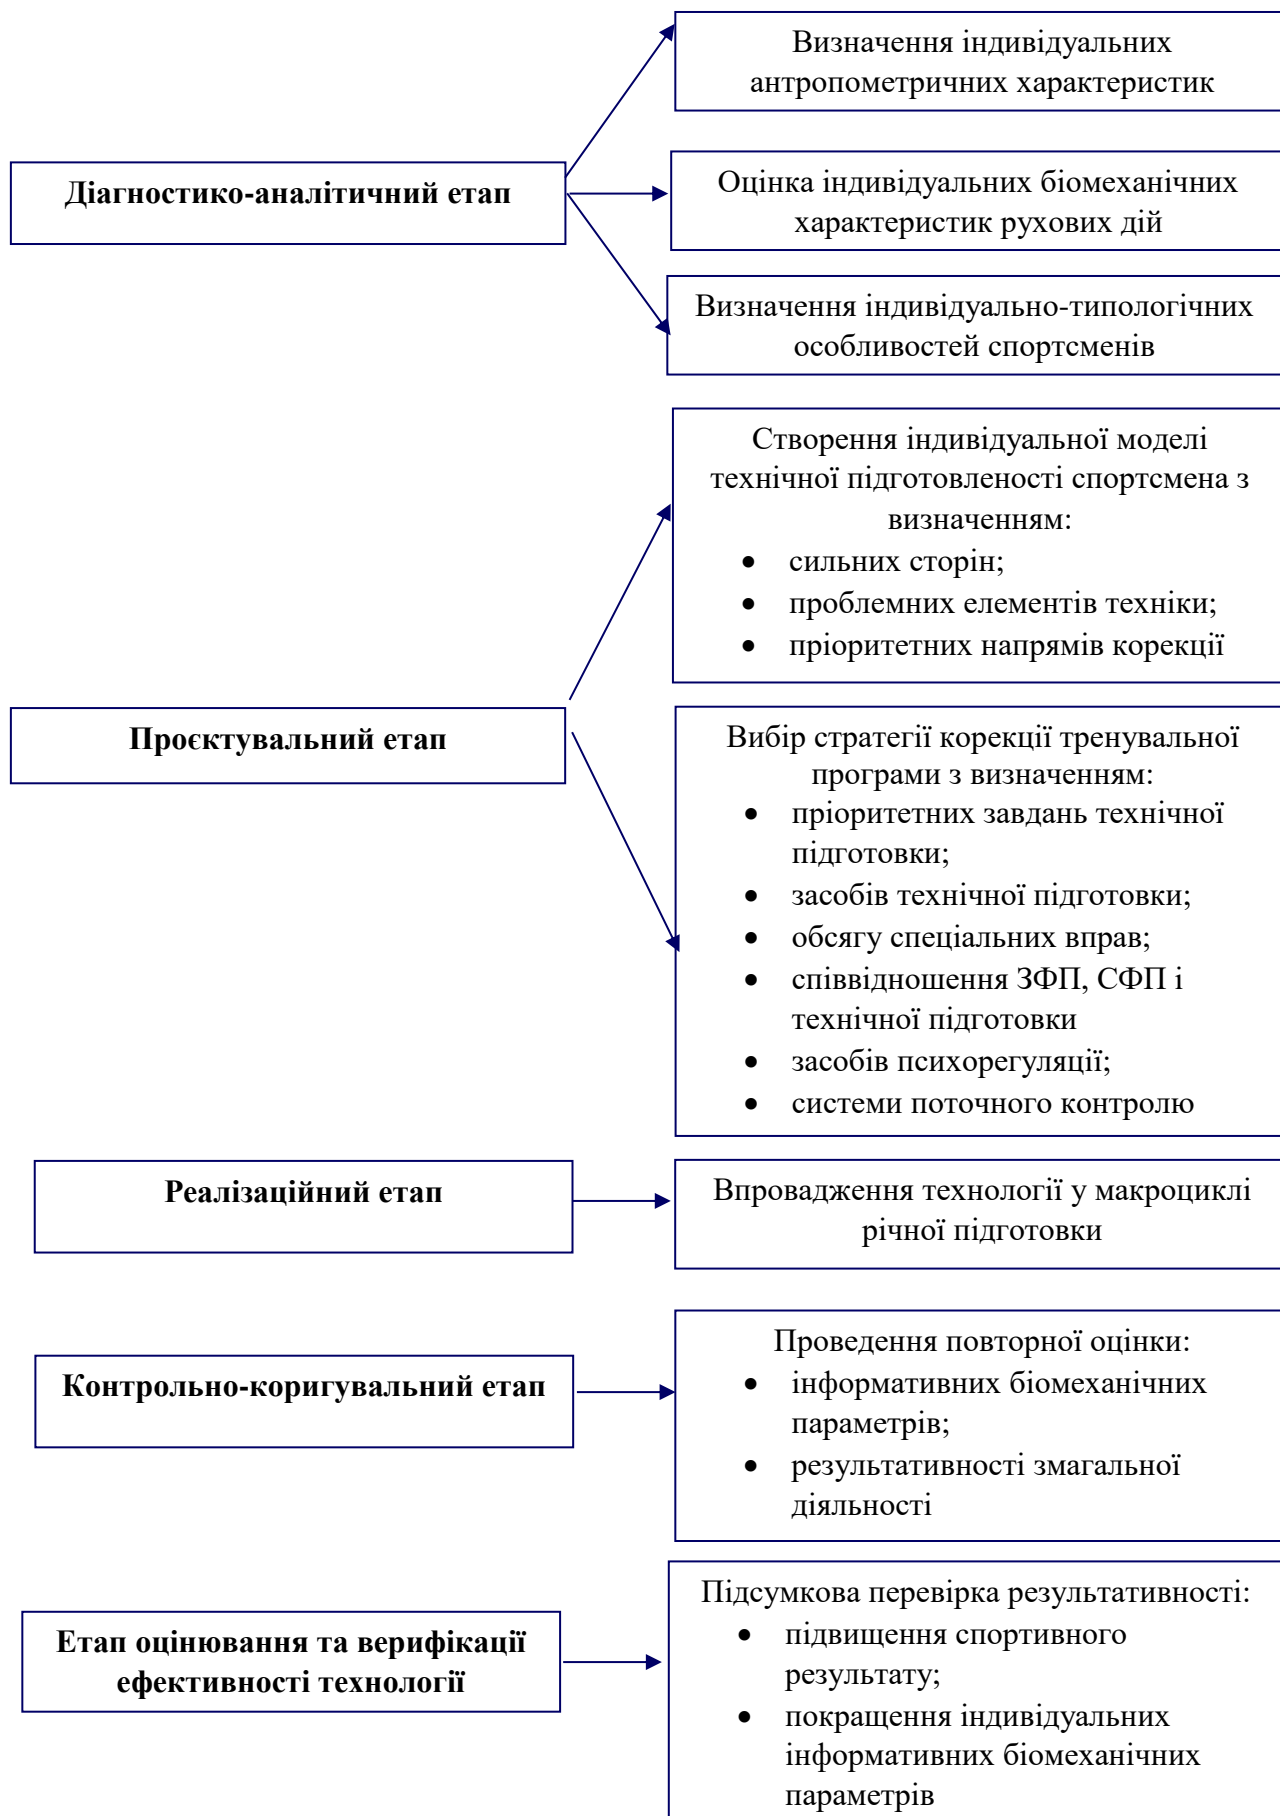 Визначення індивідуальних
антропометричних характеристик
Діагностико-аналітичний етап
Оцінка індивідуальних біомеханічних
характеристик рухових дій
Визначення індивідуально-типологічних
особливостей спортсменів
Створення індивідуальної моделі
технічної підготовленості спортсмена з
визначенням:
• сильних сторін;
• проблемних елементів техніки;
• пріоритетних напрямів корекції
Проєктувальний етап
Вибір стратегії корекції тренувальної
програми з визначенням:
• пріоритетних завдань технічної
підготовки;
• засобів технічної підготовки;
• обсягу спеціальних вправ;
• співвідношення ЗФП, СФП і
технічної підготовки
• засобів психорегуляції;
• системи поточного контролю
Реалізаційний етап
Впровадження технології у макроциклі
річної підготовки
Контрольно-коригувальний етап
Проведення повторної оцінки:
• інформативних біомеханічних
параметрів;
• результативності змагальної
діяльності
Етап оцінювання та верифікації
ефективності технології
Підсумкова перевірка результативності:
• підвищення спортивного
результату;
• покращення індивідуальних
інформативних біомеханічних
параметрів